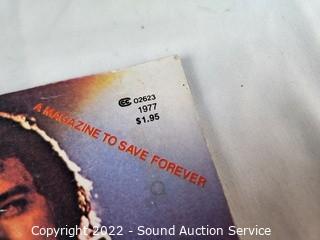 02623
1977
$1.95
A MAGAZINE TO SAVE FOREVER
Copyright 2022 - Sound Auction Service